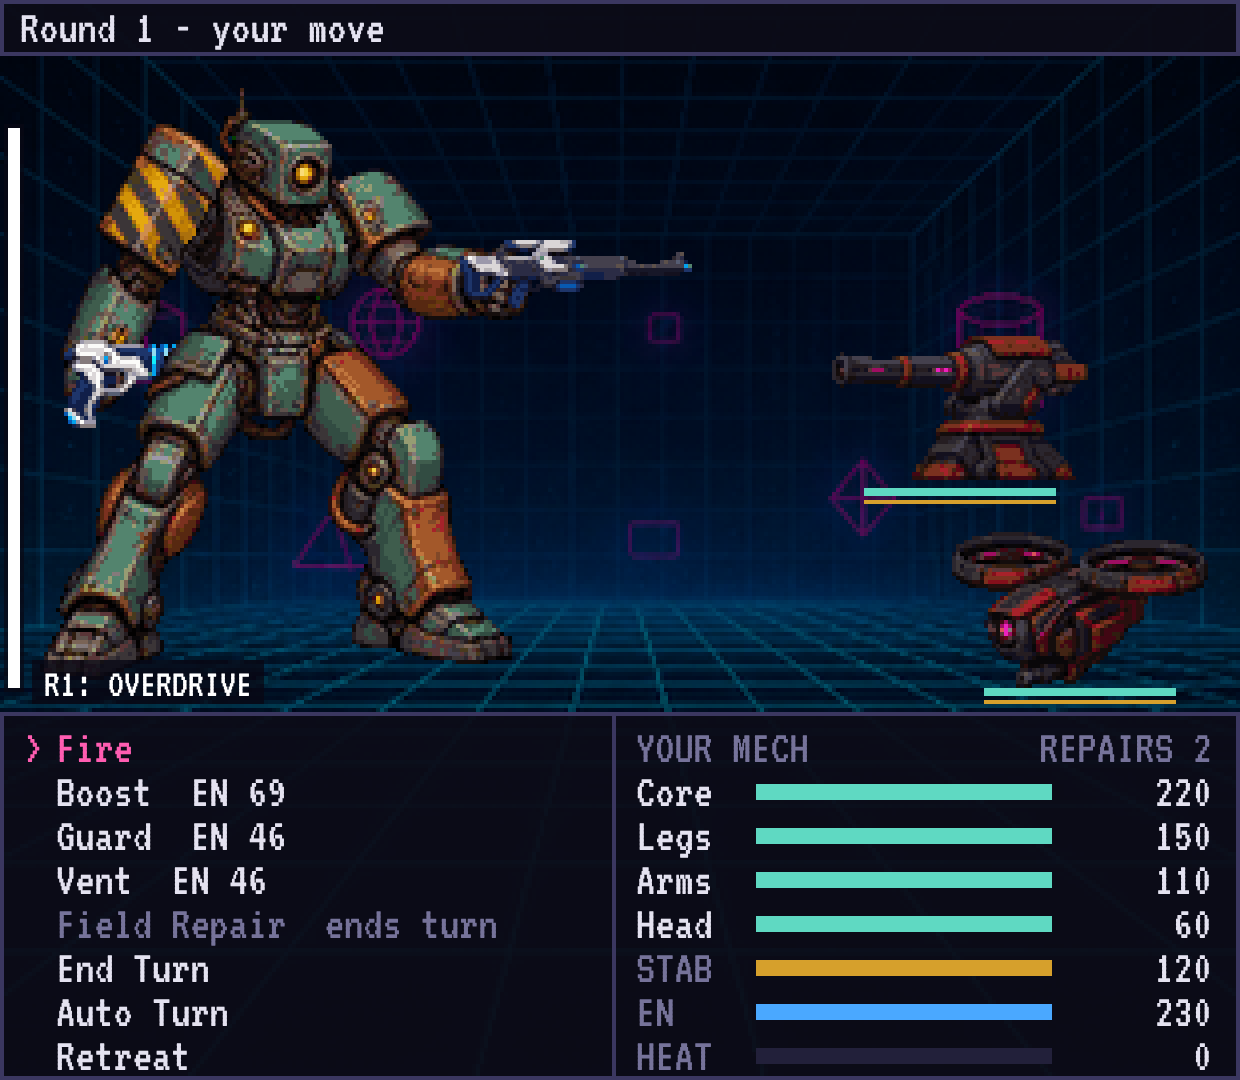 Round 1 - your move
R1: OVERDRIVE
> Fire
Boost EN 69
Guard EN 46
Vent EN 46
Field Repair ends turn
End Turn
Auto Turn
Retreat
YOUR MECH REPAIRS 2
Core 220
Legs 150
Arms 110
Head 60
STAB 120
EN 230
HEAT 0